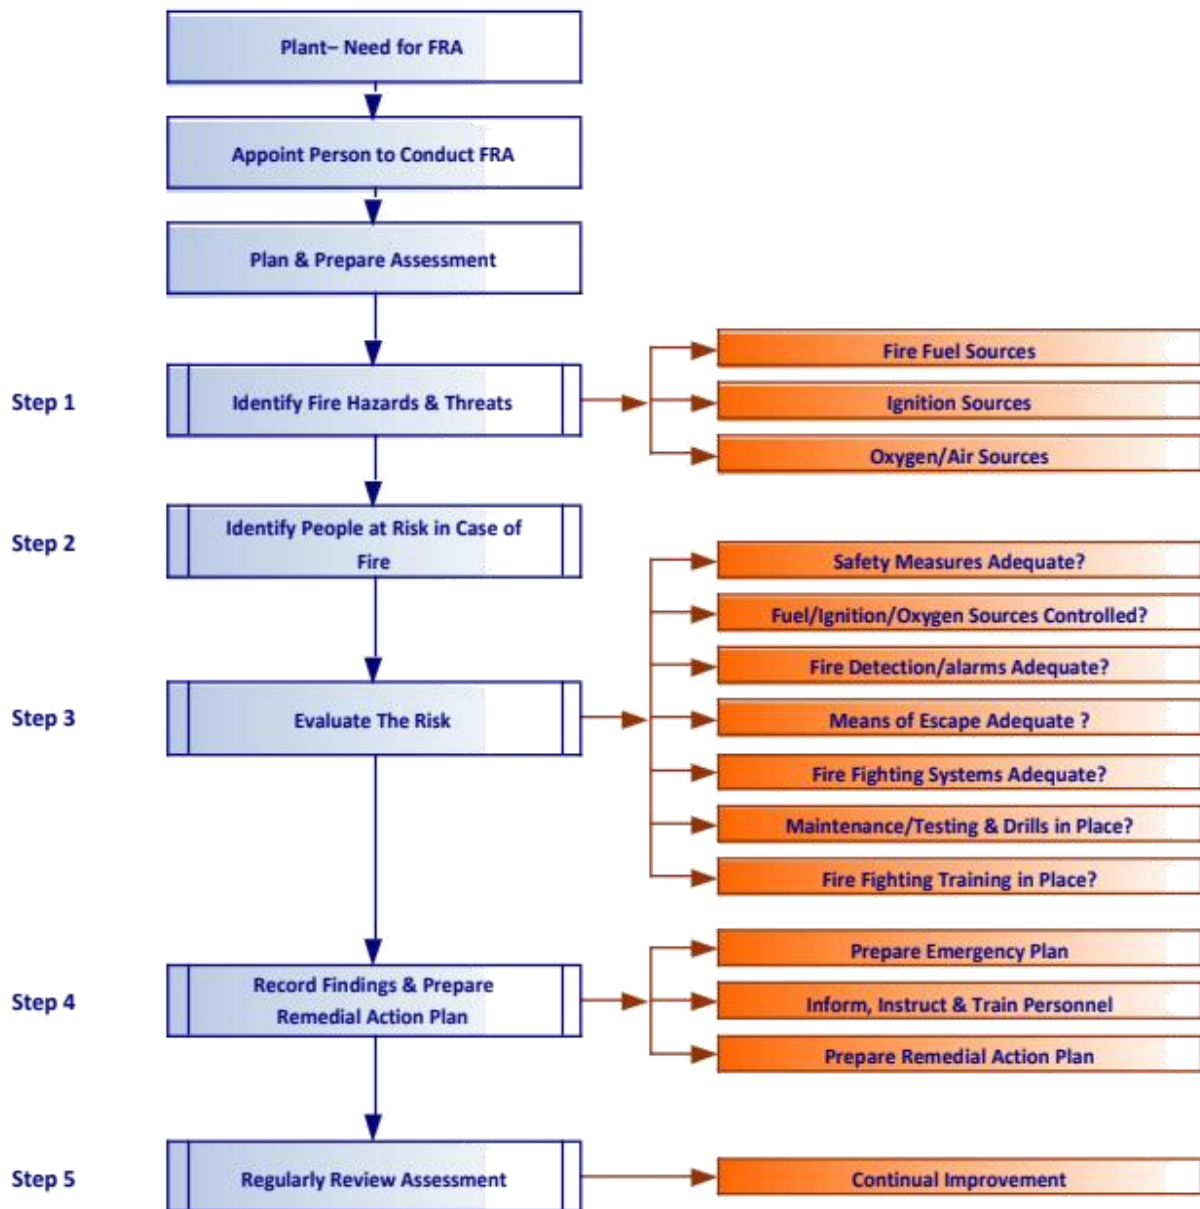 Plant– Need for FRA
Appoint Person to Conduct FRA
Plan & Prepare Assessment
Step 1
Identify Fire Hazards & Threats
Fire Fuel Sources
Ignition Sources
Oxygen/Air Sources
Step 2
Identify People at Risk in Case of
Fire
Step 3
Evaluate The Risk
Safety Measures Adequate?
Fuel/Ignition/Oxygen Sources Controlled?
Fire Detection/alarms Adequate?
Means of Escape Adequate ?
Fire Fighting Systems Adequate?
Maintenance/Testing & Drills in Place?
Fire Fighting Training in Place?
Step 4
Record Findings & Prepare
Remedial Action Plan
Prepare Emergency Plan
Inform, Instruct & Train Personnel
Prepare Remedial Action Plan
Step 5
Regularly Review Assessment
Continual Improvement